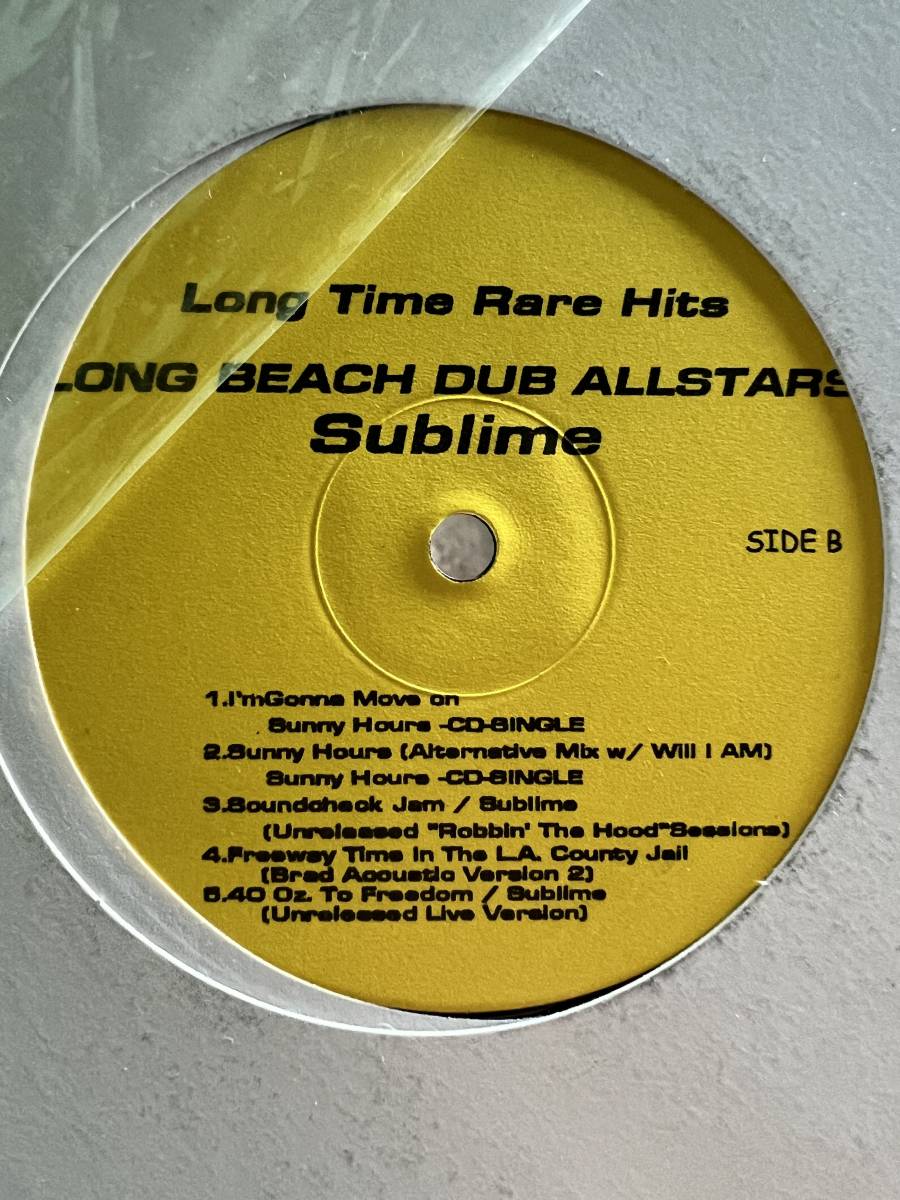 Long Time Rare Hits
LONG BEACH DUB ALLSTARS
Sublime
SIDE B
1.I'mGonna Move on
Sunny Hours -CD-SINGLE
2.Sunny Hours (Alternative Mix w/ Will I AM)
Sunny Hours -CD-SINGLE
3.Soundcheck Jam / Sublime
(Unreleased "Robbin' The Hood"Sessions)
4.Freeway Time In The L.A. County Jail
(Brad Acoustic Version 2)
5.40 Oz. To Freedom / Sublime
(Unreleased Live Version)